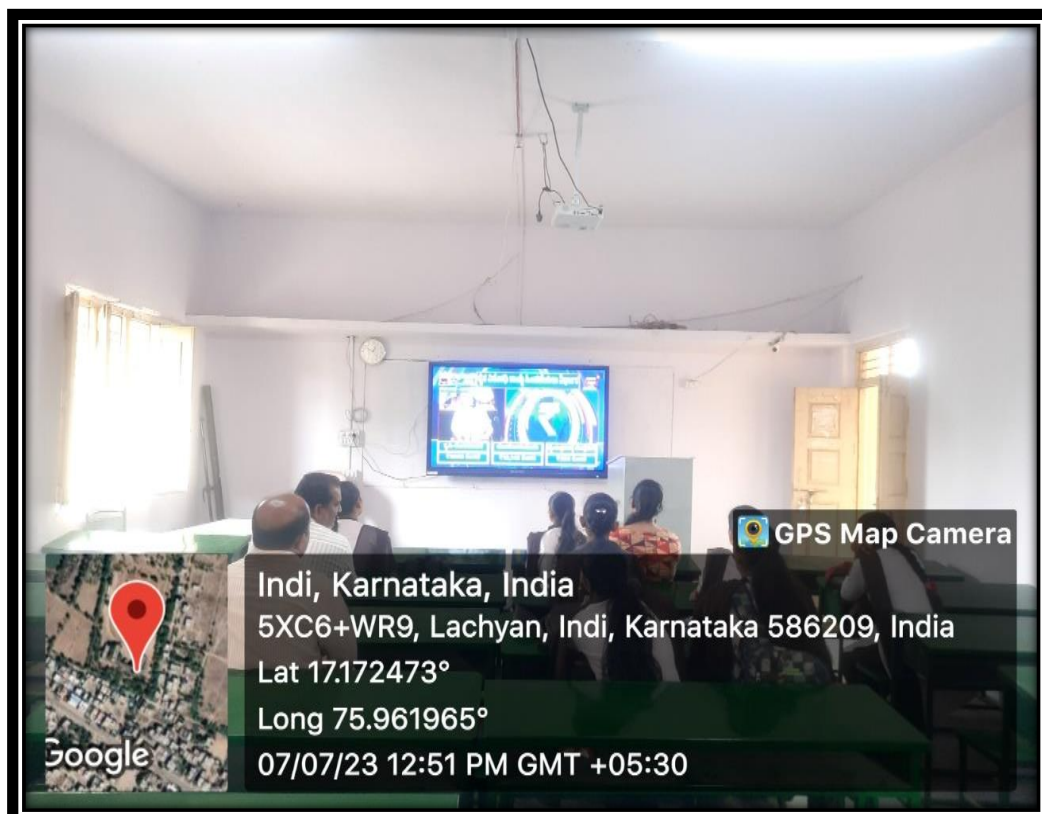 GPS Map Camera
Indi, Karnataka, India
5XC6+WR9, Lachyan, Indi, Karnataka 586209, India
Lat 17.172473°
Long 75.961965°
07/07/23 12:51 PM GMT +05:30
Google